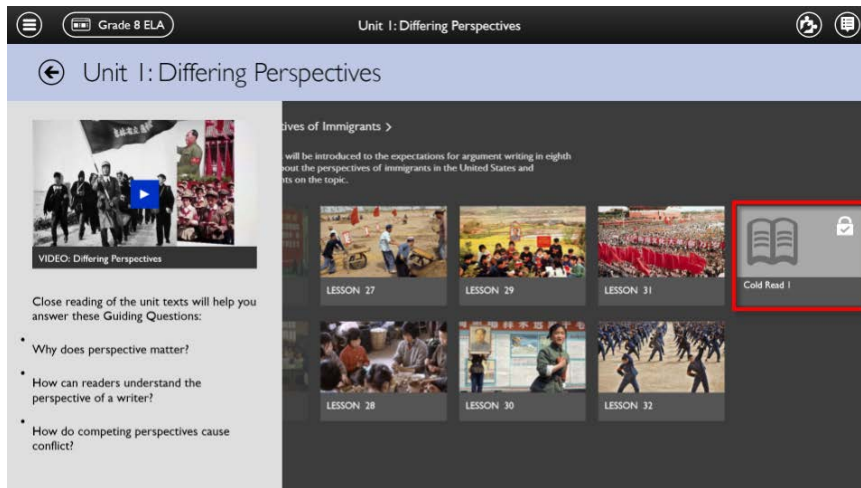 Grade 8 ELA
Unit 1: Differing Perspectives
Unit 1: Differing Perspectives
VIDEO: Differing Perspectives
Close reading of the unit texts will help you
answer these Guiding Questions:
• Why does perspective matter?
• How can readers understand the
perspective of a writer?
• How do competing perspectives cause
conflict?
tives of Immigrants >
will be introduced to the expectations for argument writing in eighth
out the perspectives of immigrants in the United States and
nts on the topic.
LESSON 27
LESSON 29
LESSON 31
Cold Read 1
LESSON 28
LESSON 30
LESSON 32